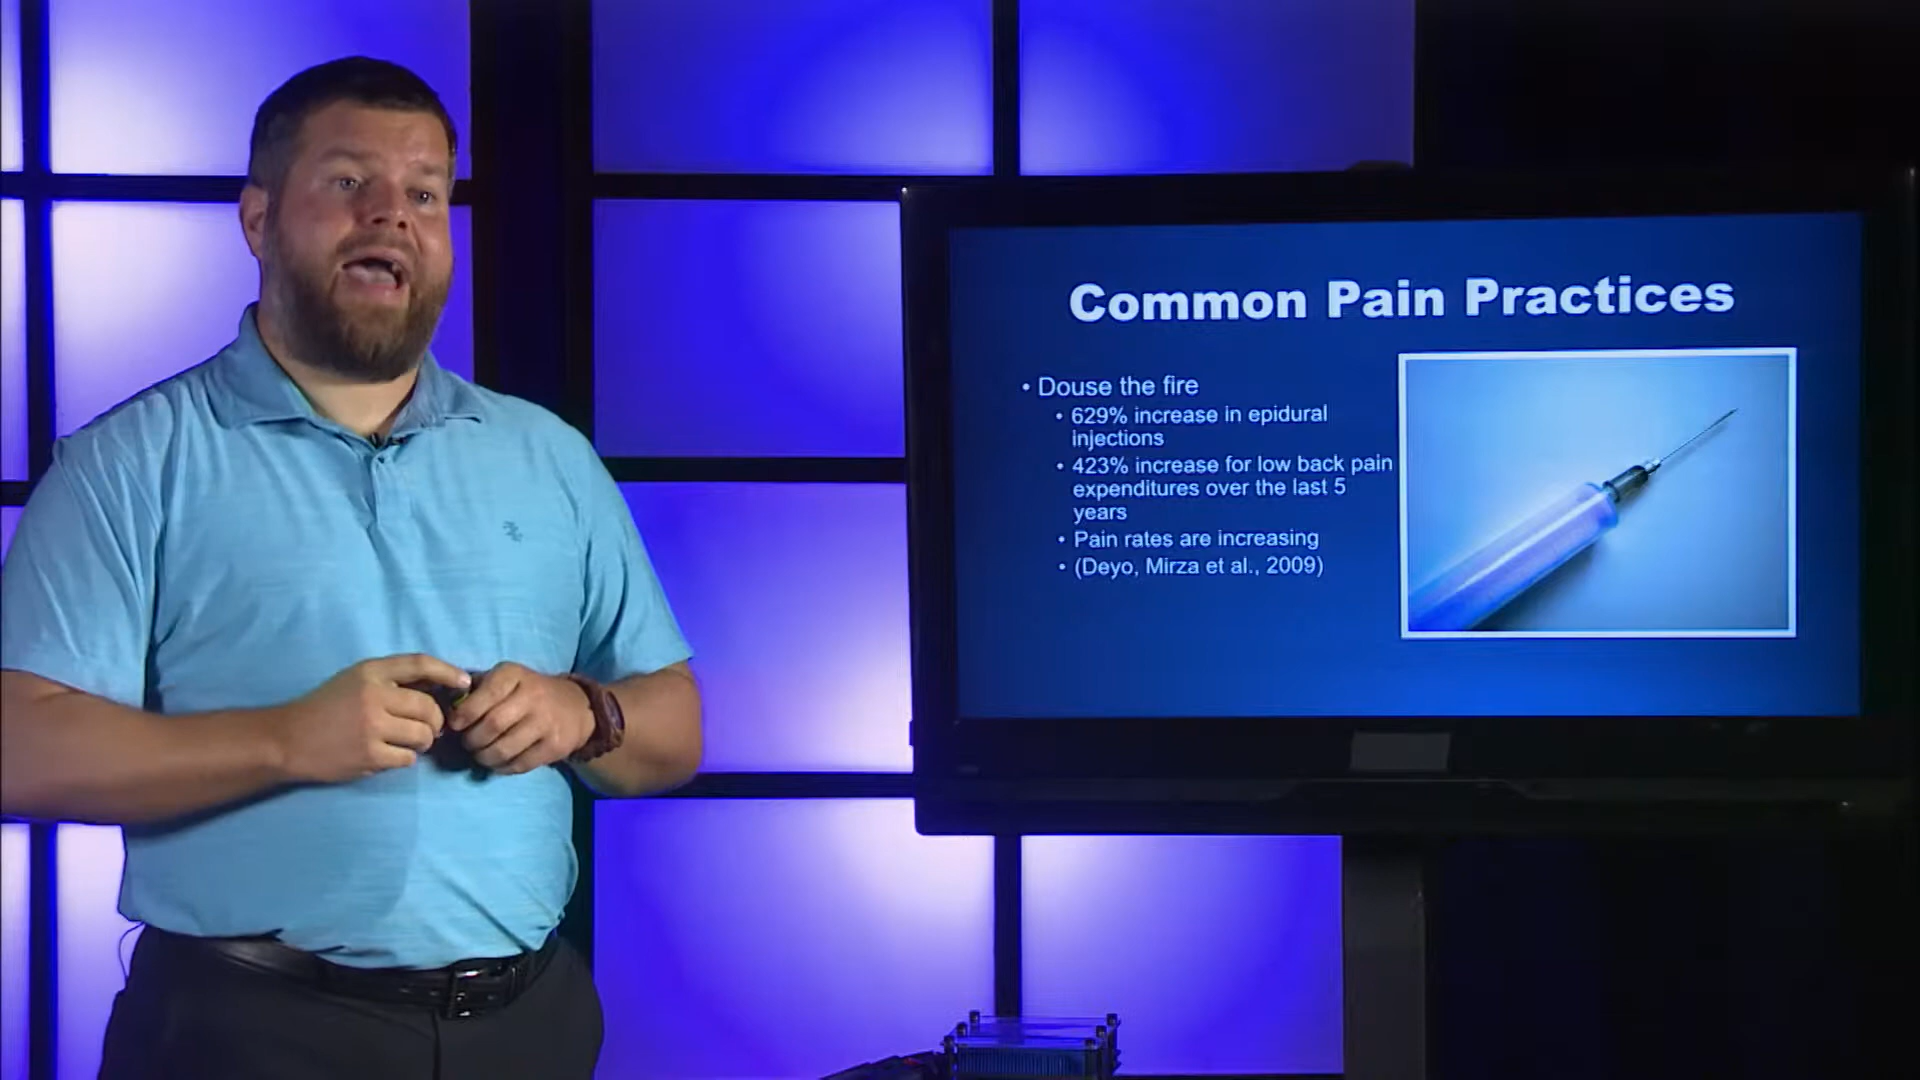 Common Pain Practices
• Douse the fire
• 629% increase in epidural
injections
• 423% increase for low back pain
expenditures over the last 5
years
• Pain rates are increasing
• (Deyo, Mirza et al., 2009)